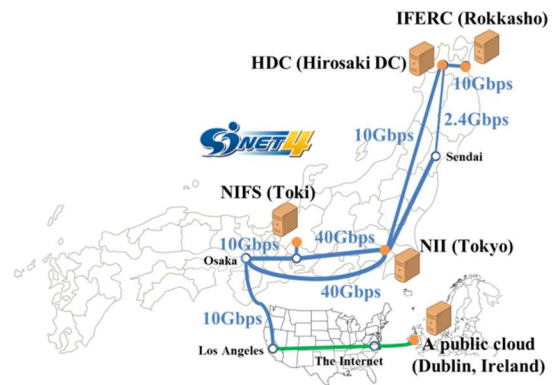 IFERC (Rokkasho)
HDC (Hirosaki DC)
10Gbps
2.4Gbps
10Gbps
SINET4
Sendai
NIFS (Toki)
10Gbps
40Gbps
NII (Tokyo)
Osaka
40Gbps
10Gbps
A public cloud
Los Angeles
The Internet
(Dublin, Ireland)